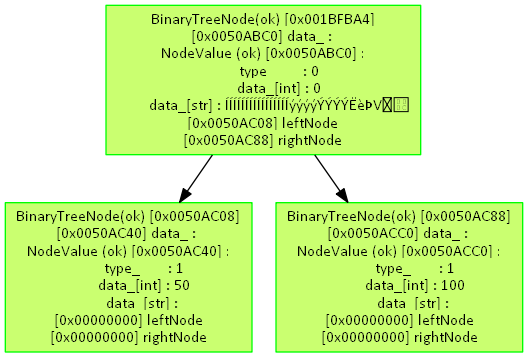 BinaryTreeNode(ok) [0x001BFBA4]
[0x0050ABC0] data_ :
NodeValue (ok) [0x0050ABC0] :
type : 0
data_[int] : 0
data_[str] :
[0x0050AC08] leftNode
[0x0050AC88] rightNode
BinaryTreeNode(ok) [0x0050AC08]
[0x0050AC40] data_ :
NodeValue (ok) [0x0050AC40] :
type_ : 1
data_[int] : 50
data_[str] :
[0x00000000] leftNode
[0x00000000] rightNode
BinaryTreeNode(ok) [0x0050AC88]
[0x0050ACC0] data_ :
NodeValue (ok) [0x0050ACC0] :
type_ : 1
data_[int] : 100
data_[str] :
[0x00000000] leftNode
[0x00000000] rightNode